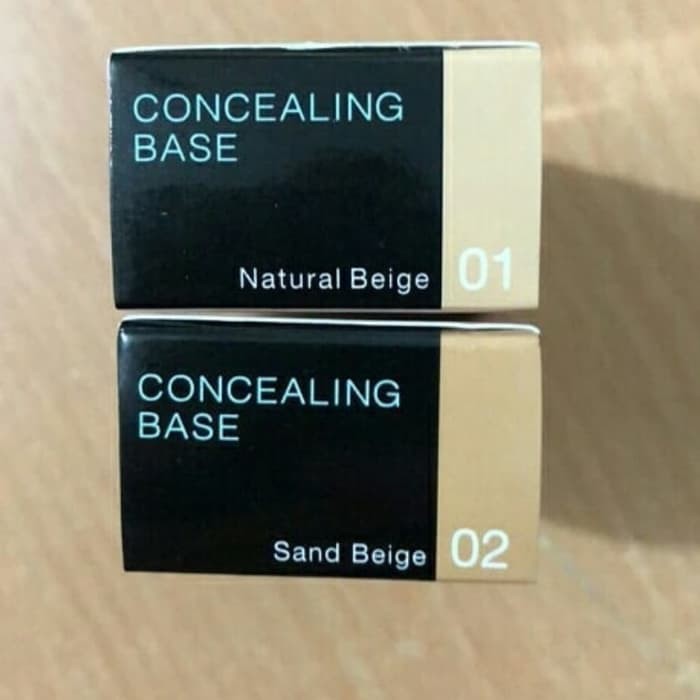 CONCEALING
BASE
Natural Beige 01
CONCEALING
BASE
Sand Beige 02